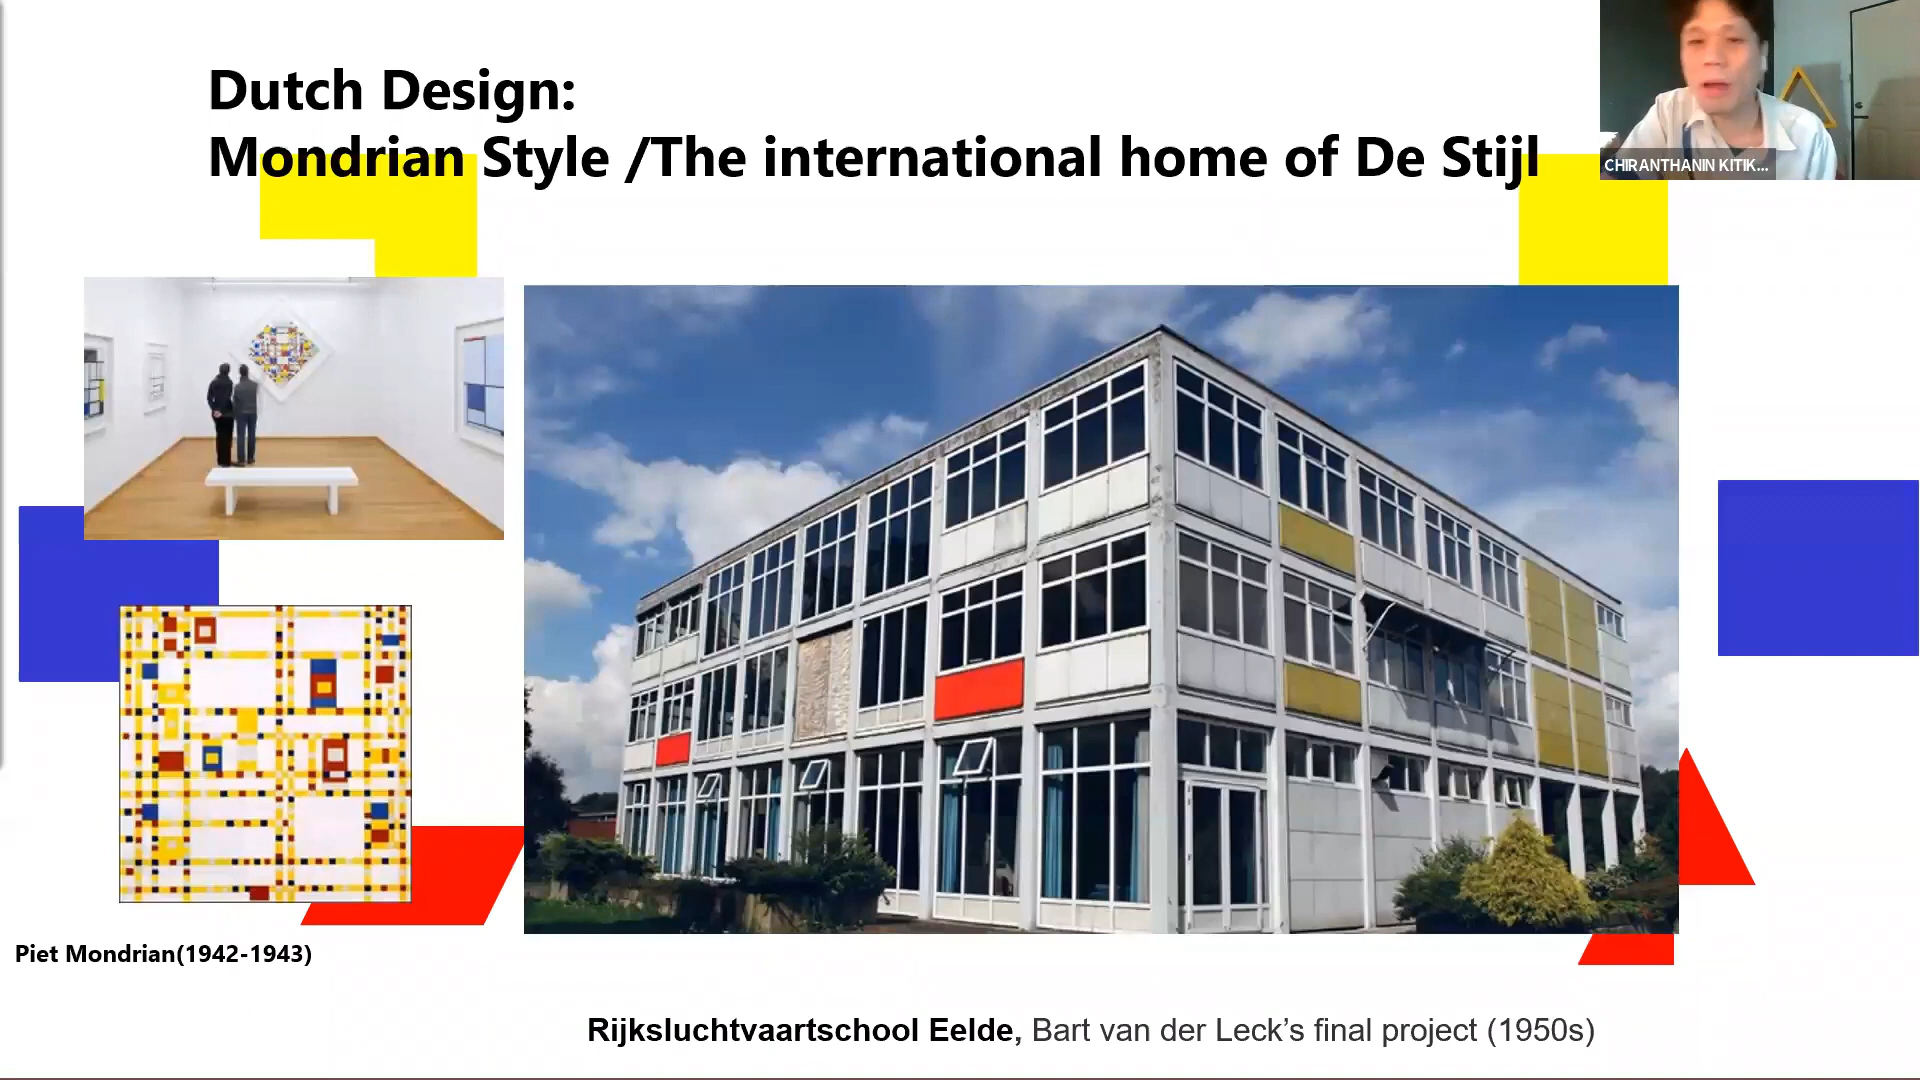 Dutch Design:
Mondrian Style /The international home of De Stijl
CHIRANTHANIN KITIK...
Piet Mondrian(1942-1943)
Rijksluchtvaartschool Eelde, Bart van der Leck’s final project (1950s)